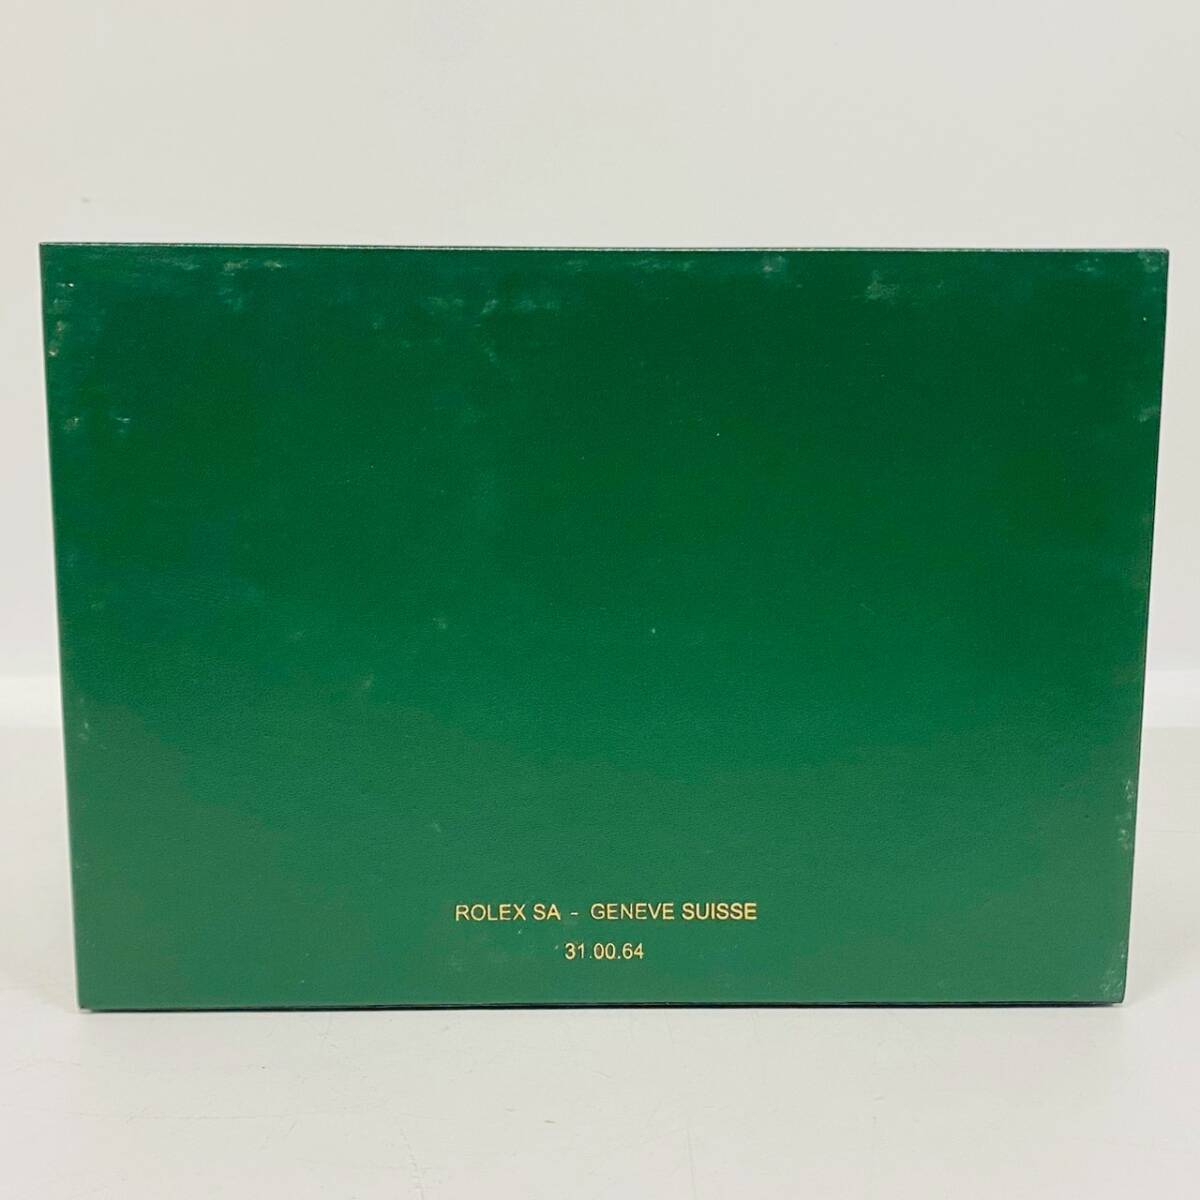 ROLEX SA - GENEVE SUISSE
31.00.64